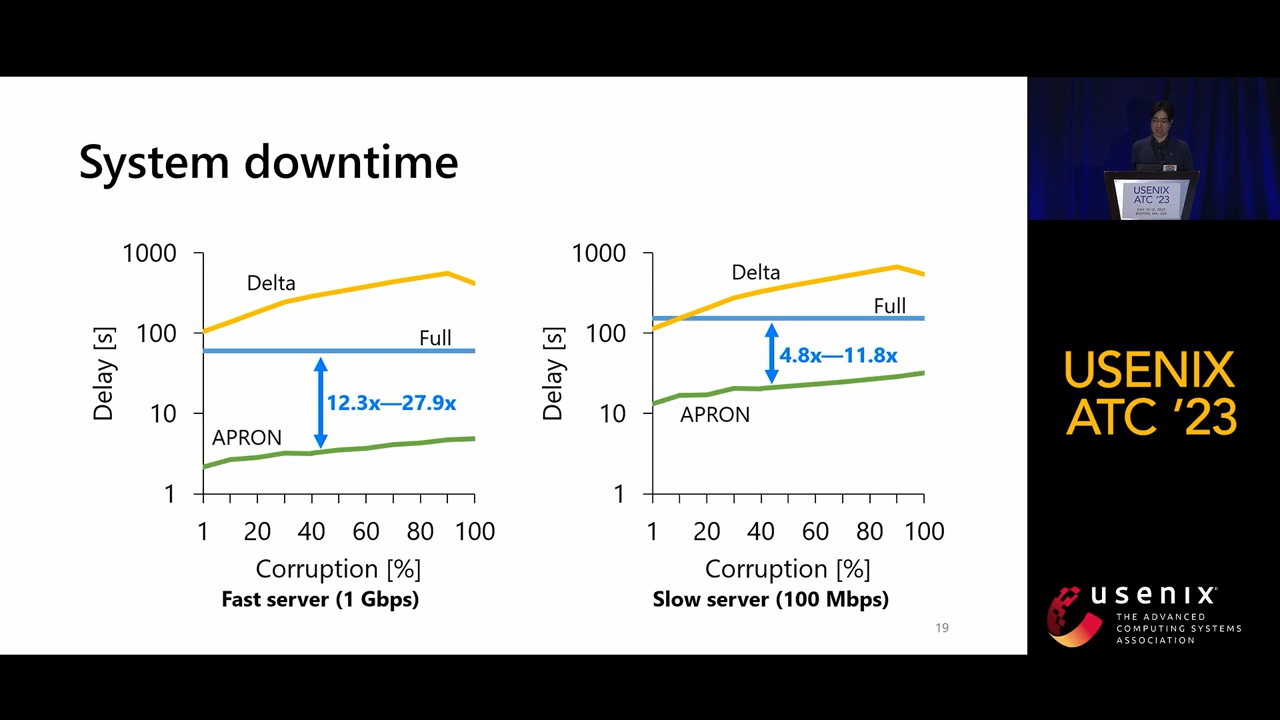 System downtime
1000
100
10
1
Delay [s]
Delta
Full
12.3x—27.9x
APRON
1 20 40 60 80 100
Corruption [%]
Fast server (1 Gbps)
1000
100
10
1
Delay [s]
Delta
Full
4.8x—11.8x
APRON
1 20 40 60 80 100
Corruption [%]
Slow server (100 Mbps)
19
USENIX
ATC '23
USENIX
ATC '23
usenix
THE ADVANCED
COMPUTING SYSTEMS
ASSOCIATION